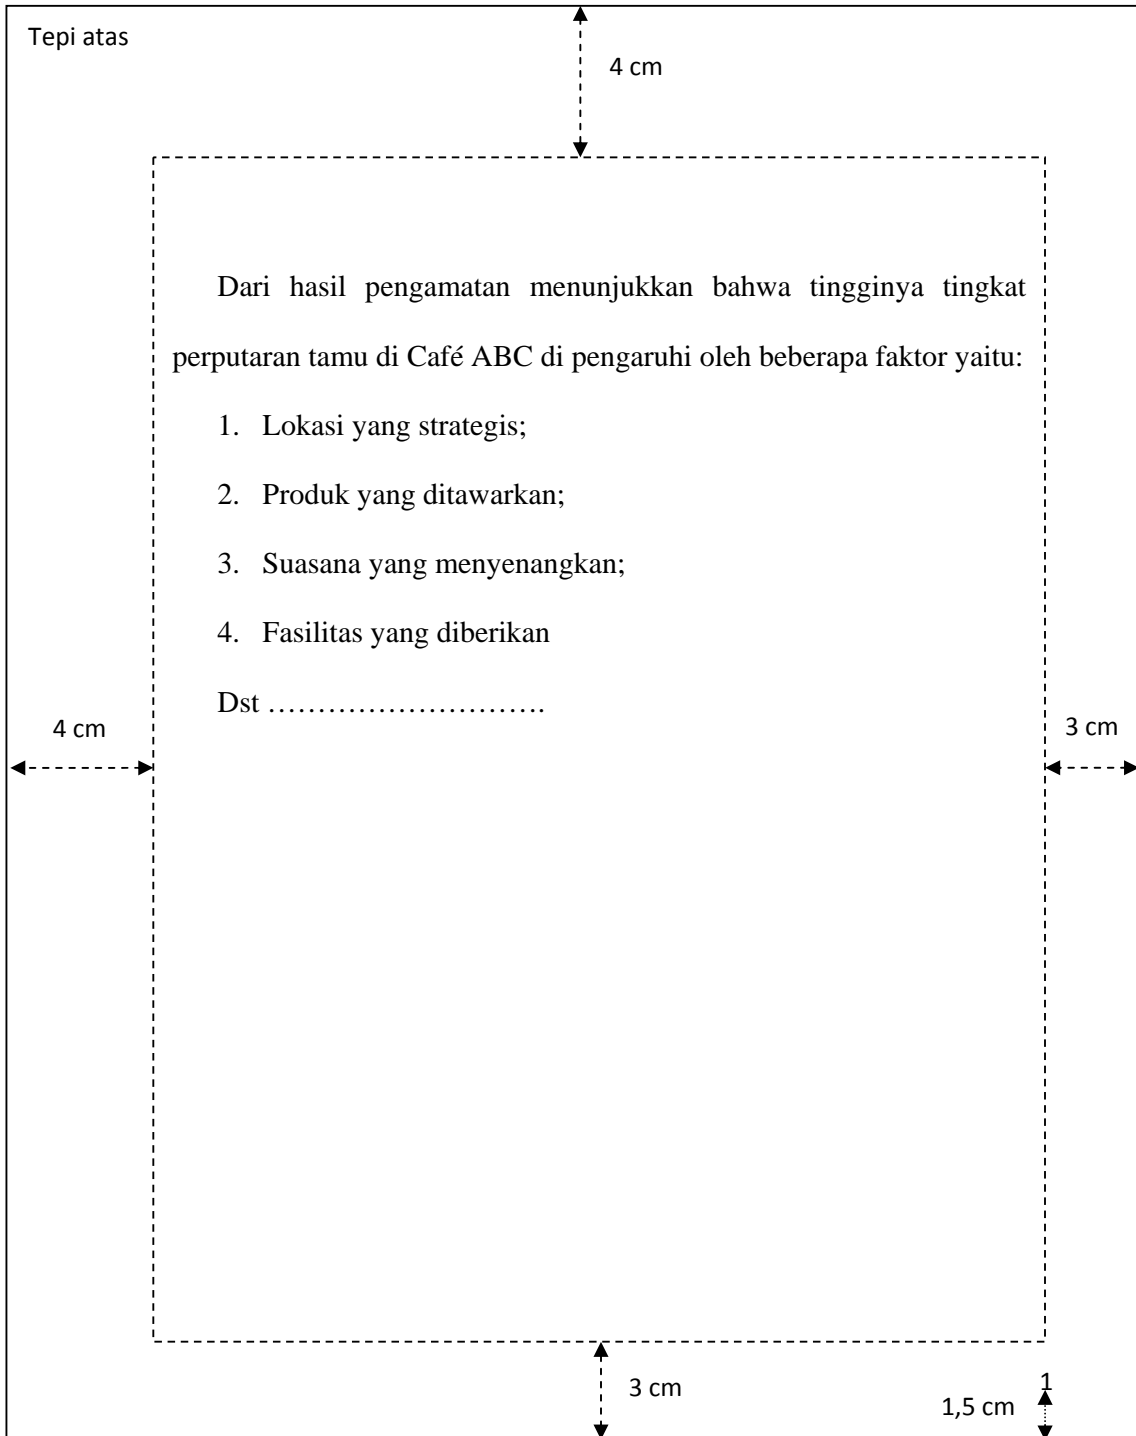 Tepi atas
4 cm
Dari hasil pengamatan menunjukkan bahwa tingginya tingkat
perputaran tamu di Café ABC di pengaruhi oleh beberapa faktor yaitu:
1. Lokasi yang strategis;
2. Produk yang ditawarkan;
3. Suasana yang menyenangkan;
4. Fasilitas yang diberikan
Dst ……………………….
4 cm
3 cm
3 cm
1
1,5 cm